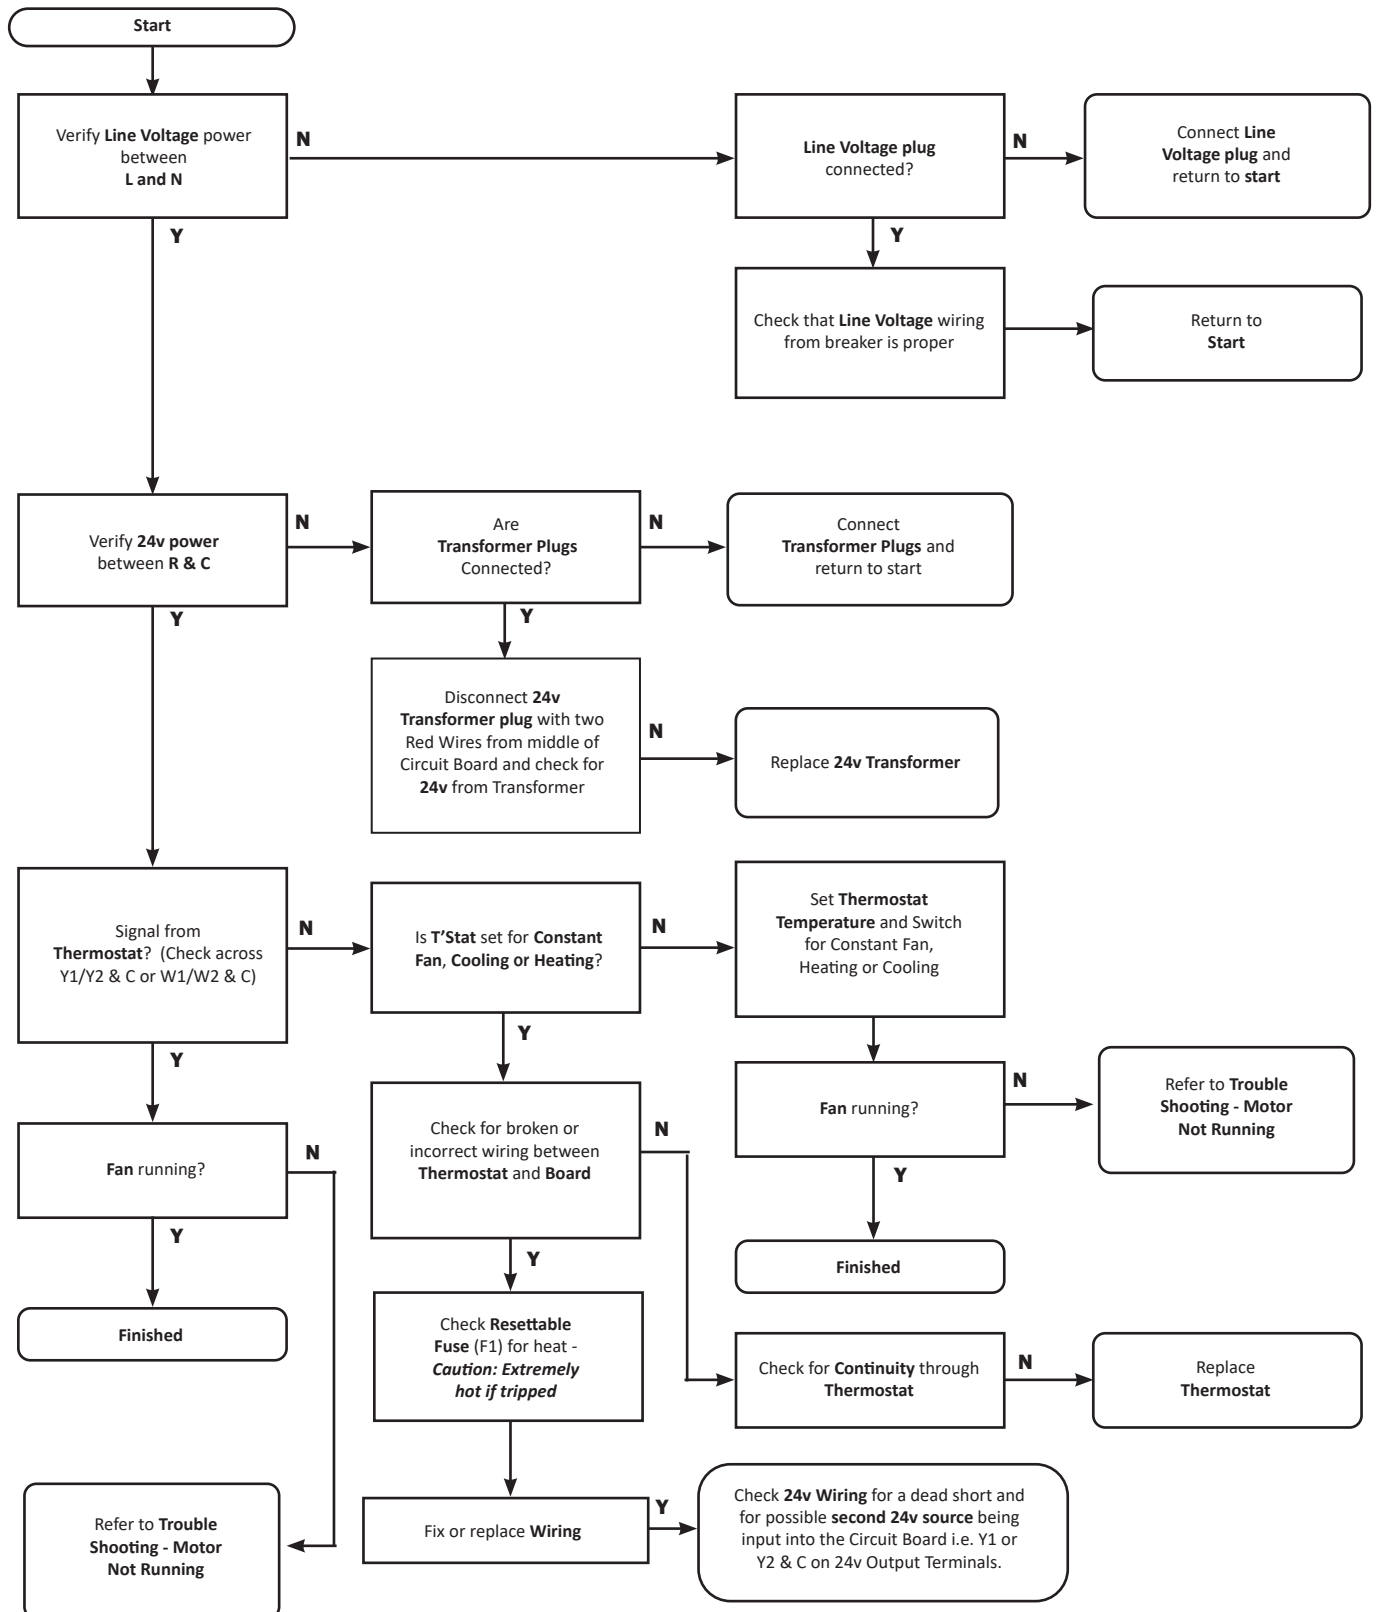 Start
Verify Line Voltage power
between
L and N
N
Line Voltage plug
connected?
N
Connect Line
Voltage plug and
return to start
Y
Y
Check that Line Voltage wiring
from breaker is proper
Return to
Start
Verify 24v power
between R & C
N
Are
Transformer Plugs
Connected?
N
Connect
Transformer Plugs and
return to start
Y
Y
Disconnect 24v
Transformer plug with two
Red Wires from middle of
Circuit Board and check for
24v from Transformer
N
Replace 24v Transformer
Signal from
Thermostat? (Check across
Y1/Y2 & C or W1/W2 & C)
N
Is T'Stat set for Constant
Fan, Cooling or Heating?
N
Set Thermostat
Temperature and Switch
for Constant Fan,
Heating or Cooling
Y
Y
Fan running?
N
Refer to Trouble
Shooting - Motor
Not Running
Fan running?
N
Check for broken or
incorrect wiring between
Thermostat and Board
N
Y
Y
Y
Finished
Finished
Check Resettable
Fuse (F1) for heat -
Caution: Extremely
hot if tripped
Check for Continuity through
Thermostat
N
Replace
Thermostat
Refer to Trouble
Shooting - Motor
Not Running
Fix or replace Wiring
Y
Check 24v Wiring for a dead short and
for possible second 24v source being
input into the Circuit Board i.e. Y1 or
Y2 & C on 24v Output Terminals.